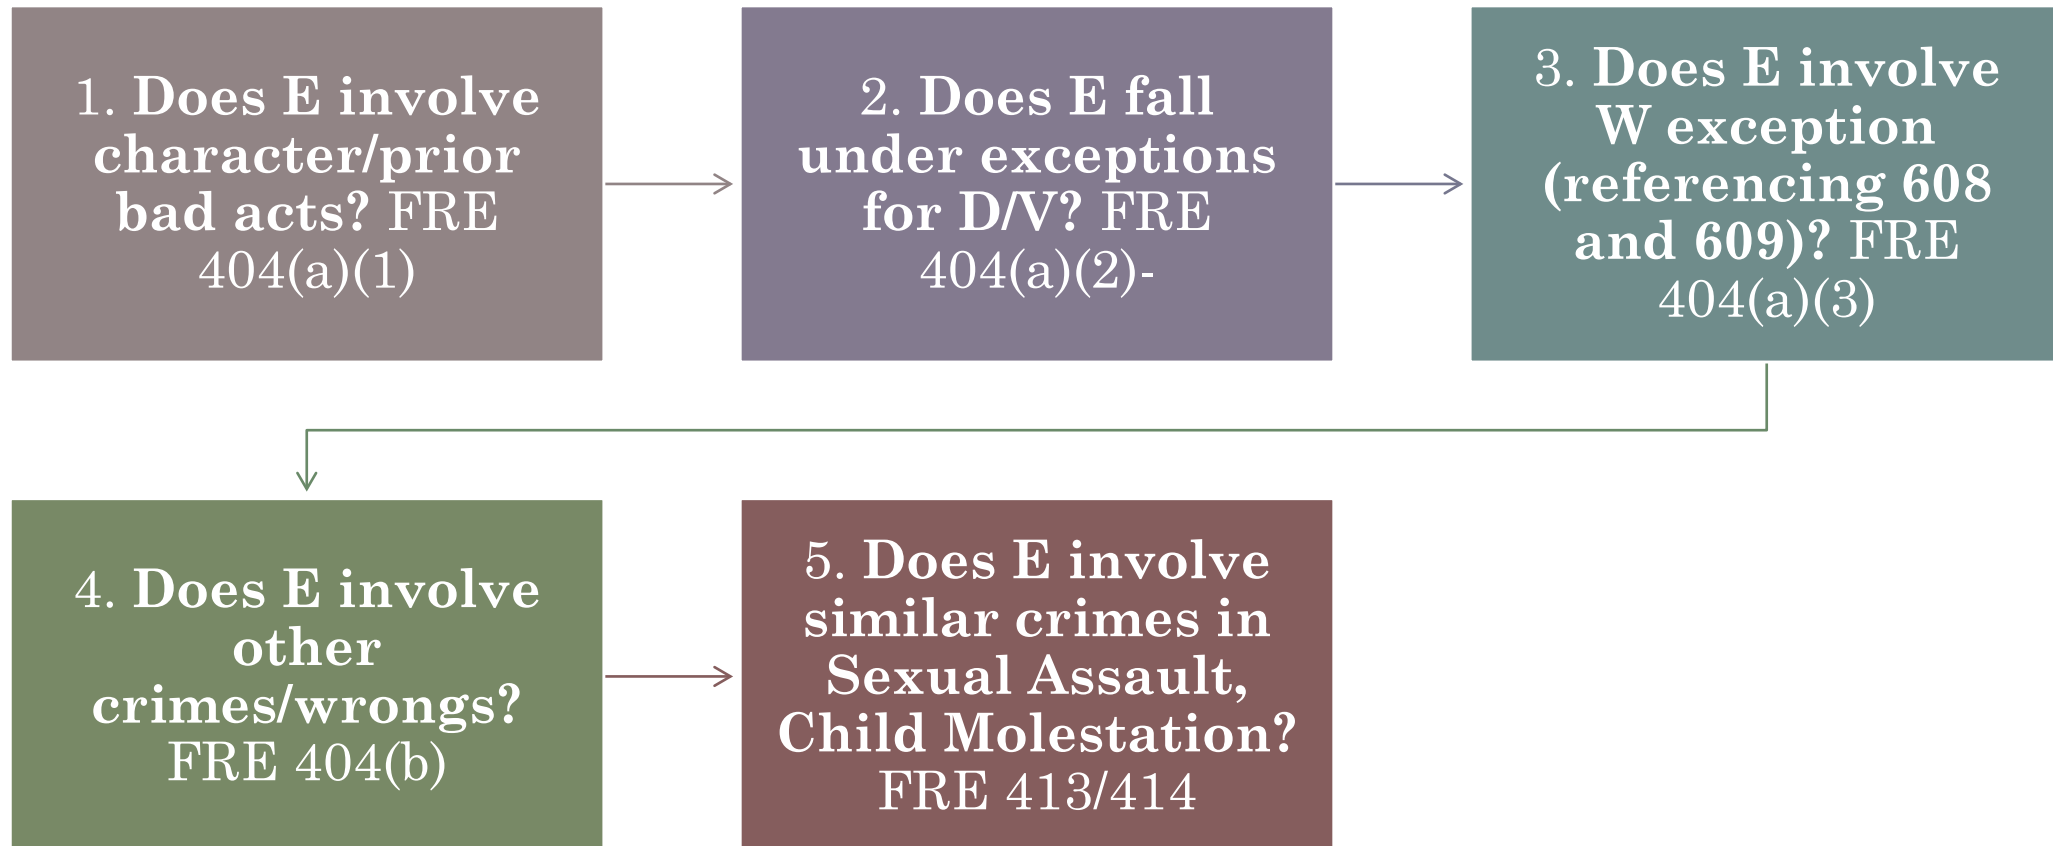 1. Does E involve
character/prior
bad acts? FRE
404(a)(1)
2. Does E fall
under exceptions
for D/V? FRE
404(a)(2)-
3. Does E involve
W exception
(referencing 608
and 609)? FRE
404(a)(3)
4. Does E involve
other
crimes/wrongs?
FRE 404(b)
5. Does E involve
similar crimes in
Sexual Assault,
Child Molestation?
FRE 413/414